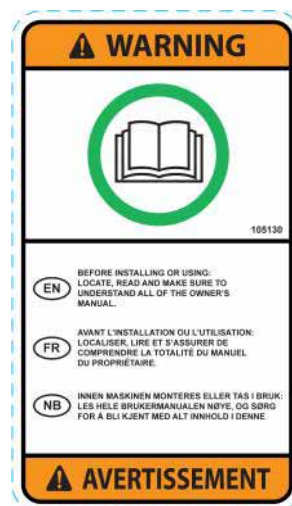 WARNING
105130
EN
BEFORE INSTALLING OR USING:
LOCATE, READ AND MAKE SURE TO
UNDERSTAND ALL OF THE OWNER'S
MANUAL.
FR
AVANT L'INSTALLATION OU L'UTILISATION:
LOCALISER, LIRE ET S'ASSURER DE
COMPRENDRE LA TOTALITÉ DU MANUEL
DU PROPRIÉTAIRE.
NB
INNEN MASKINEN MONTERES ELLER TAS I BRUK:
LES HELE BRUKERMANUALEN NØYE, OG SØRG
FOR Å BLI KJENT MED ALT INNHOLD I DENNE
AVERTISSEMENT